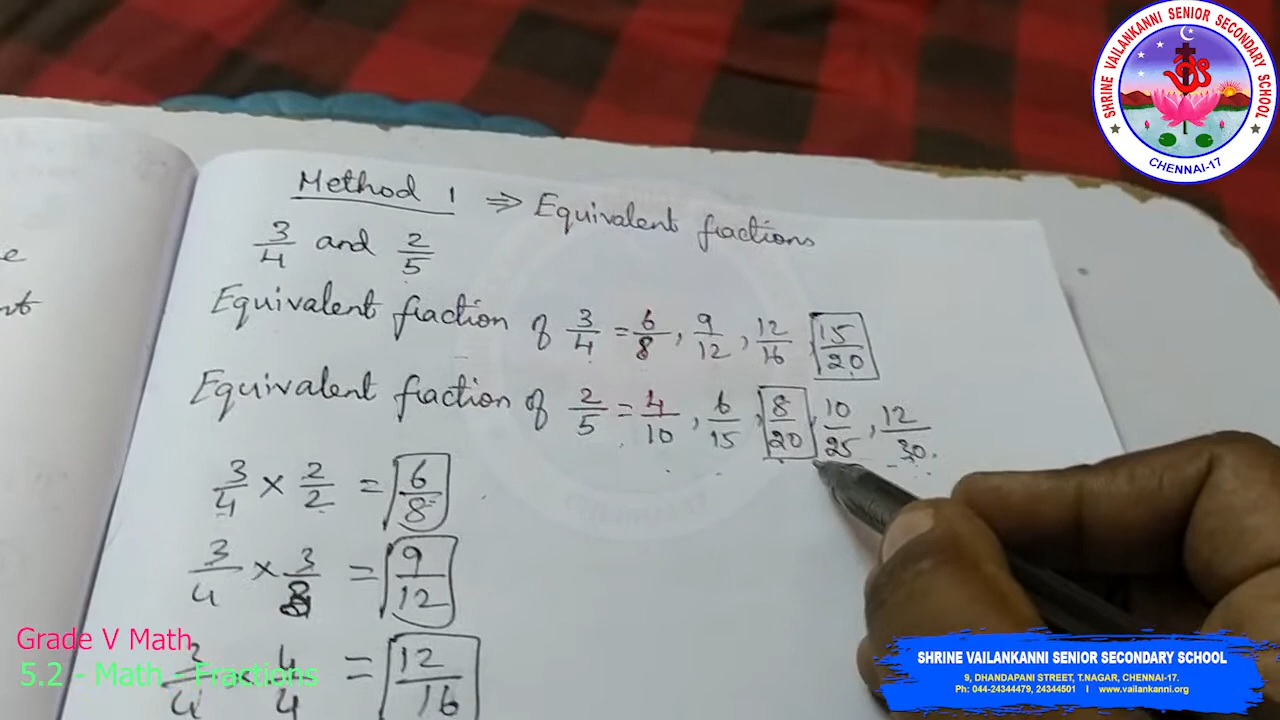 SHRINE VAILANKANNI SENIOR SECONDARY SCHOOL
CHENNAI-17
Method 1 ⇒ Equivalent fractions
3/4 and 2/5
Equivalent fraction of 3/4 = 6/8, 9/12, 12/16 15/20
Equivalent fraction of 2/5 = 4/10, 6/15, 8/20, 10/25, 12/30
3/4 × 2/2 = 6/8
3/4 × 3/3 = 9/12
3/4 × 4/4 = 12/16
Grade V Math
5.2 - Math - Fractions
SHRINE VAILANKANNI SENIOR SECONDARY SCHOOL
9, DHANDAPANI STREET, T.NAGAR, CHENNAI-17.
Ph: 044-24344479, 24344501 I www.vailankanni.org